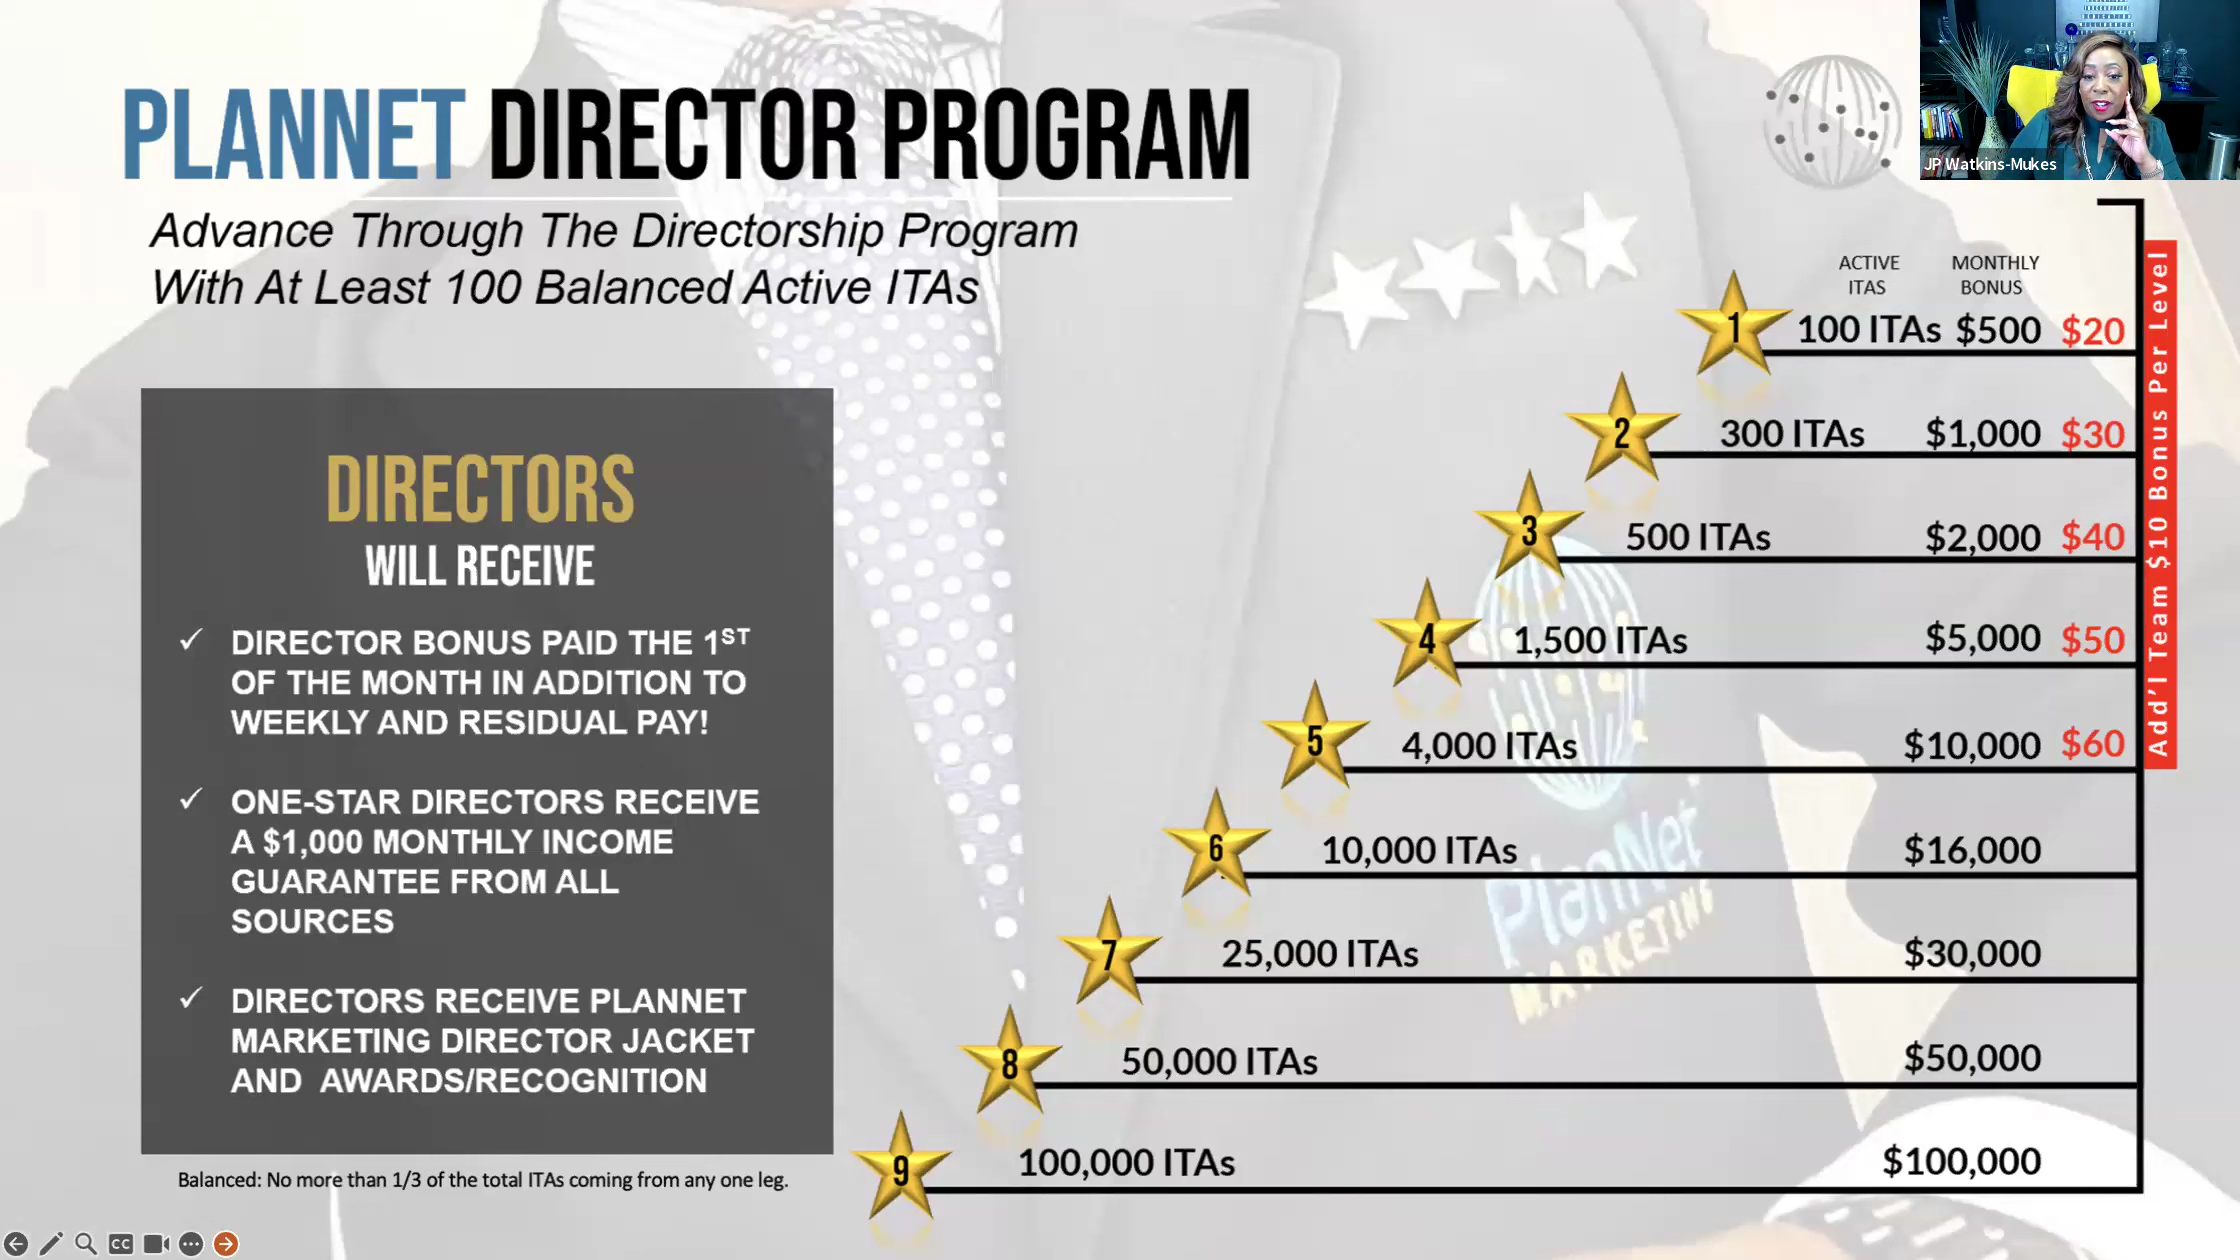 PLANNET DIRECTOR PROGRAM
Advance Through The Directorship Program
With At Least 100 Balanced Active ITAs
JP Watkins-Mukes
DIRECTORS
WILL RECEIVE
✓ DIRECTOR BONUS PAID THE 1ST
OF THE MONTH IN ADDITION TO
WEEKLY AND RESIDUAL PAY!
✓ ONE-STAR DIRECTORS RECEIVE
A $1,000 MONTHLY INCOME
GUARANTEE FROM ALL
SOURCES
✓ DIRECTORS RECEIVE PLANNET
MARKETING DIRECTOR JACKET
AND AWARDS/RECOGNITION
Balanced: No more than 1/3 of the total ITAs coming from any one leg.
ACTIVE
ITAS
MONTHLY
BONUS
1 100 ITAs $500 $20
2 300 ITAs $1,000 $30
3 500 ITAs $2,000 $40
4 1,500 ITAs $5,000 $50
5 4,000 ITAs $10,000 $60
6 10,000 ITAs $16,000
7 25,000 ITAs $30,000
8 50,000 ITAs $50,000
9 100,000 ITAs $100,000
Add'l Team $10 Bonus Per Level
PlanNet
MARKETING
CC